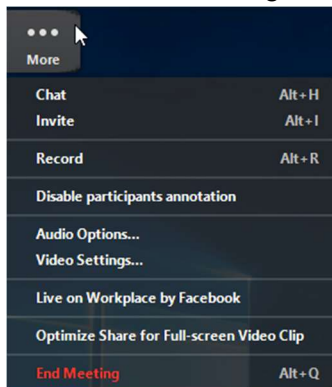 More
Chat Alt+H
Invite Alt+I
Record Alt+R
Disable participants annotation
Audio Options...
Video Settings...
Live on Workplace by Facebook
Optimize Share for Full-screen Video Clip
End Meeting Alt+Q